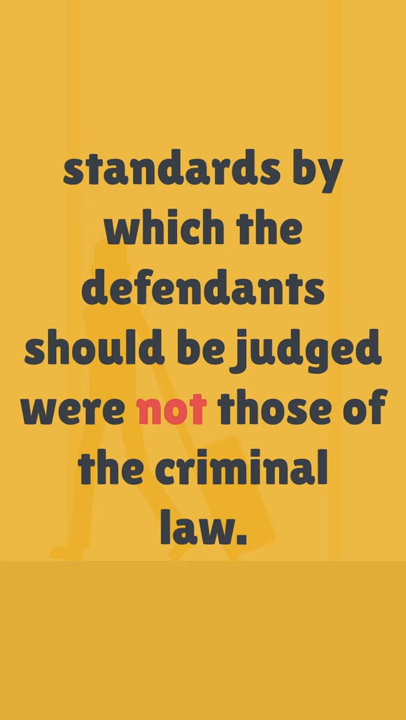 standards by
which the
defendants
should be judged
were not those of
the criminal
law.